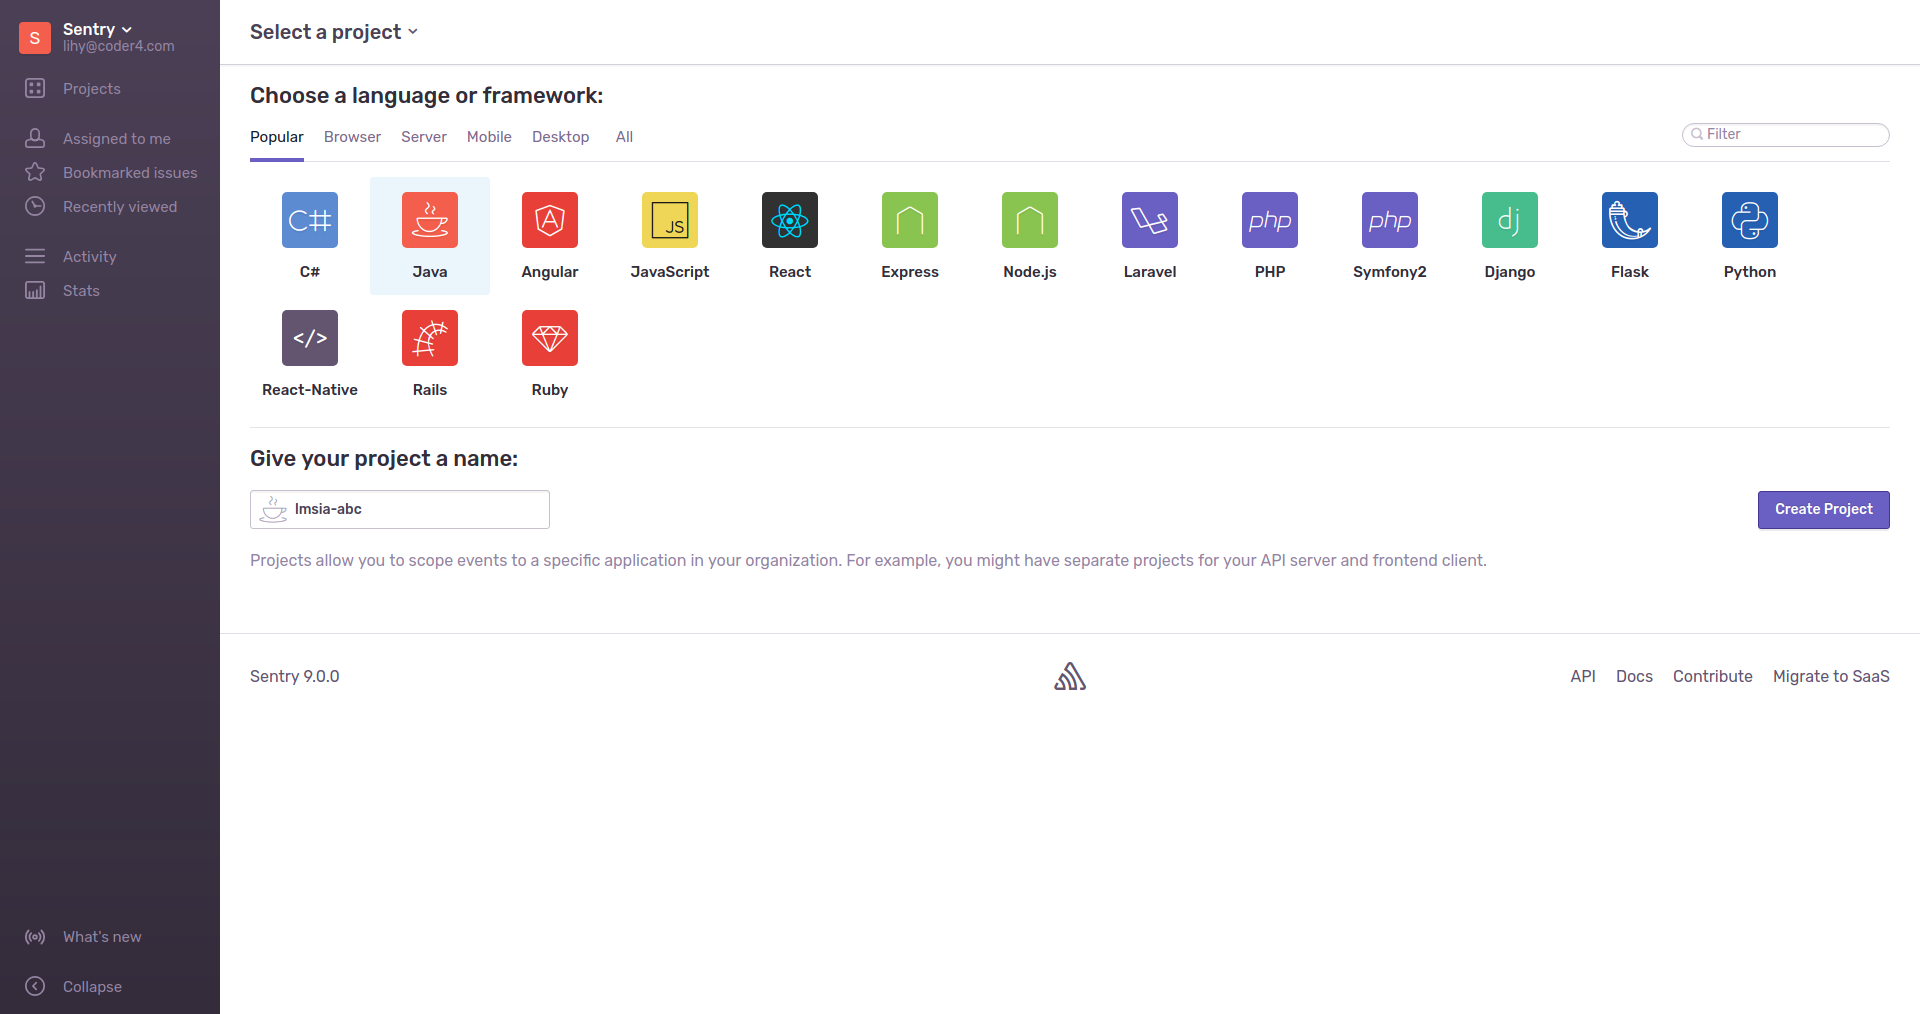 S
Sentry
lihy@coder4.com
Projects
Assigned to me
Bookmarked issues
Recently viewed
Activity
Stats
What's new
Collapse
Select a project
Choose a language or framework:
Popular Browser Server Mobile Desktop All
Filter
C#
JS
php
php
dj
C# Java Angular JavaScript React Express Node.js Laravel PHP Symfony2 Django Flask Python
</>
React-Native Rails Ruby
Give your project a name:
lmsia-abc
Create Project
Projects allow you to scope events to a specific application in your organization. For example, you might have separate projects for your API server and frontend client.
Sentry 9.0.0
API Docs Contribute Migrate to SaaS